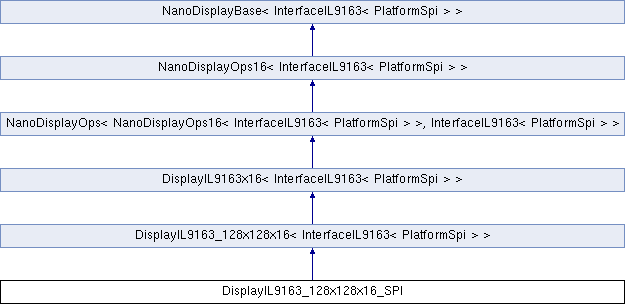 NanoDisplayBase< InterfaceIL9163< PlatformSpi > >
NanoDisplayOps16< InterfaceIL9163< PlatformSpi > >
NanoDisplayOps< NanoDisplayOps16< InterfaceIL9163< PlatformSpi > >, InterfaceIL9163< PlatformSpi > >
DisplayIL9163x16< InterfaceIL9163< PlatformSpi > >
DisplayIL9163_128x128x16< InterfaceIL9163< PlatformSpi > >
DisplayIL9163_128x128x16_SPI